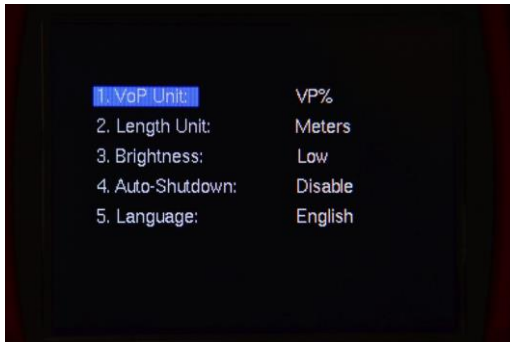 1. VoP Unit: VP%
2. Length Unit: Meters
3. Brightness: Low
4. Auto-Shutdown: Disable
5. Language: English